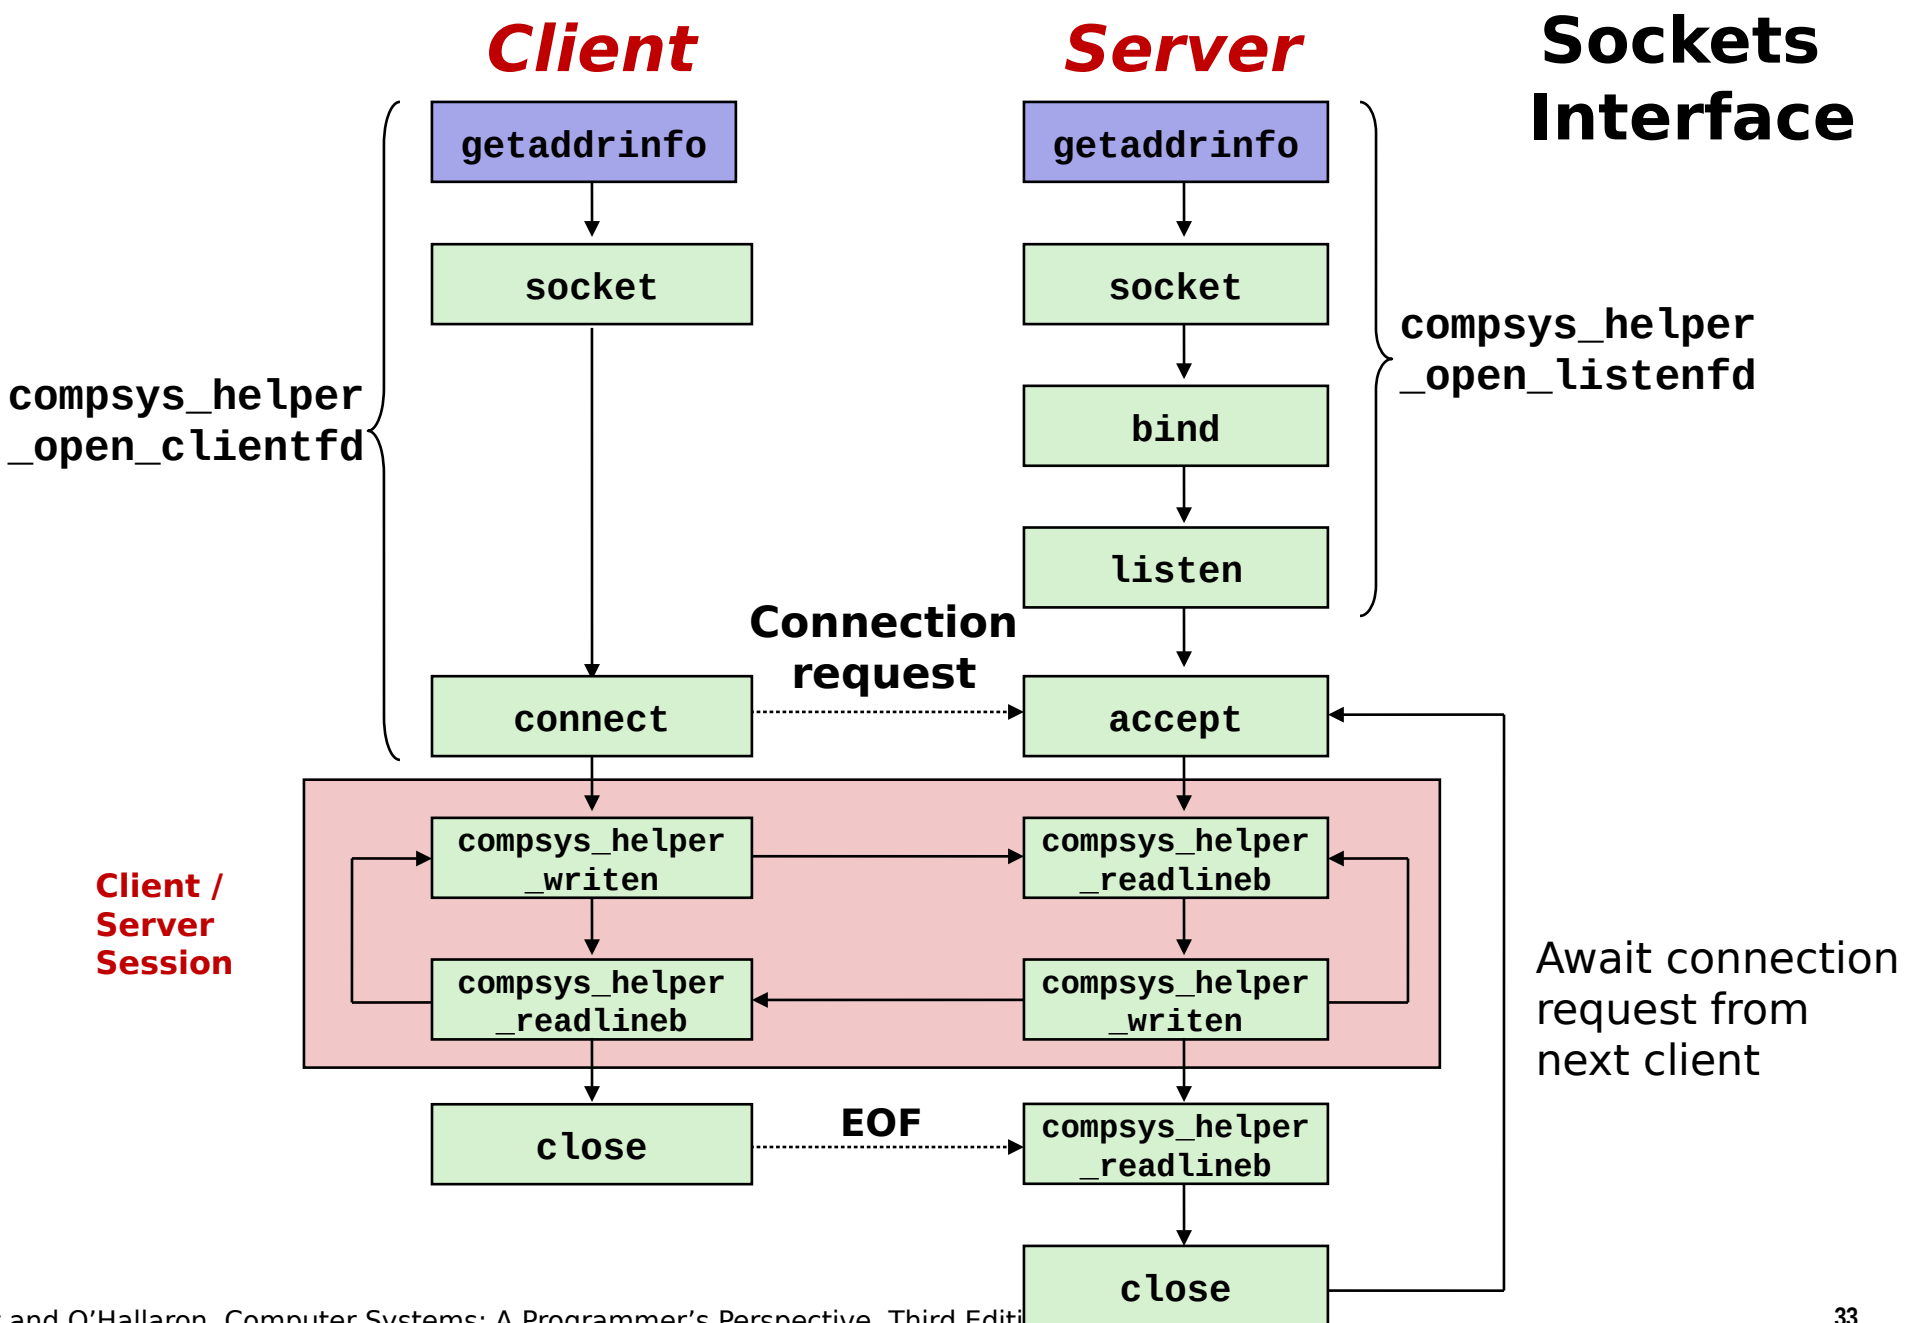 Client
Server
Sockets
Interface
getaddrinfo
getaddrinfo
socket
socket
compsys_helper
_open_listenfd
compsys_helper
_open_clientfd
bind
listen
Connection
request
connect
accept
compsys_helper
_writen
compsys_helper
_readlineb
Client /
Server
Session
compsys_helper
_readlineb
compsys_helper
_writen
Await connection
request from
next client
close
EOF
compsys_helper
_readlineb
close
and O’Hallaron, Computer Systems: A Programmer’s Perspective, Third Editi
33